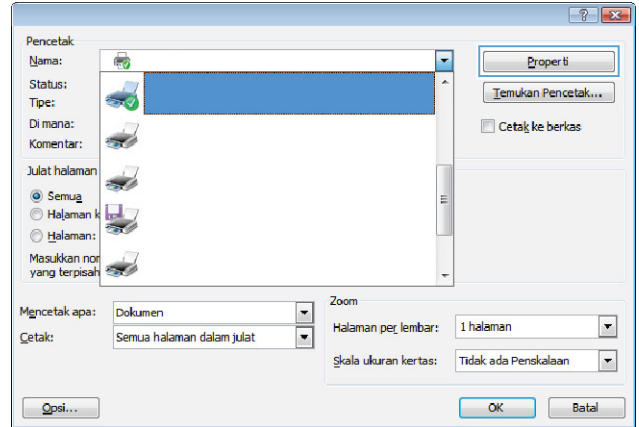 Pencetak
Nama:
Properti
Status:
Tipe:
Temukan Pencetak...
Di mana:
Cetak ke berkas
Komentar:
Julat halaman
Semua
Halaman k
Halaman:
Masukkan nor
yang terpisah
Mencetak apa: Dokumen
Cetak: Semua halaman dalam julat
Zoom
Halaman per lembar: 1 halaman
Skala ukuran kertas: Tidak ada Penskalaan
Opsi...
OK
Batal